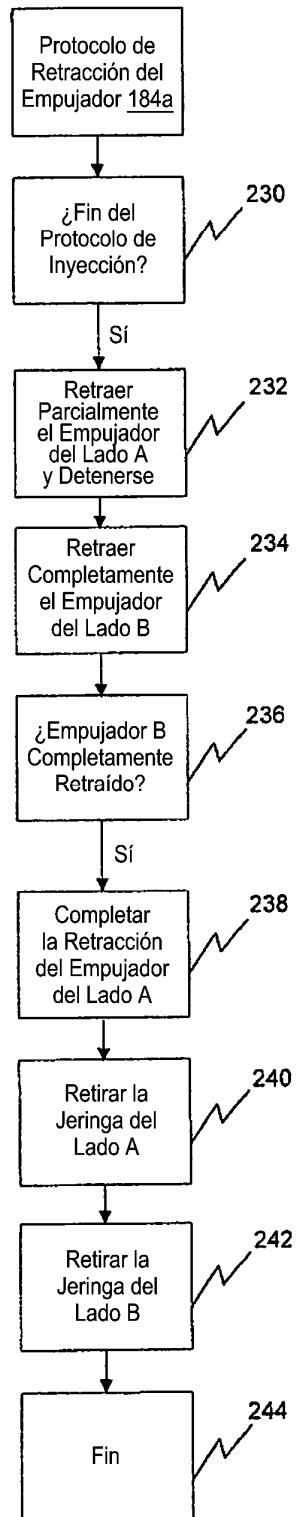 Protocolo de
Retracción del
Empujador 184a
230
¿Fin del
Protocolo de
Inyección?
Sí
232
Retraer
Parcialmente
el Empujador
del Lado A
y Detenerse
234
Retraer
Completamente
el Empujador
del Lado B
236
¿Empujador B
Completamente
Retraído?
Sí
238
Completar
la Retracción
del Empujador
del Lado A
240
Retirar la
Jeringa del
Lado A
242
Retirar la
Jeringa del
Lado B
244
Fin